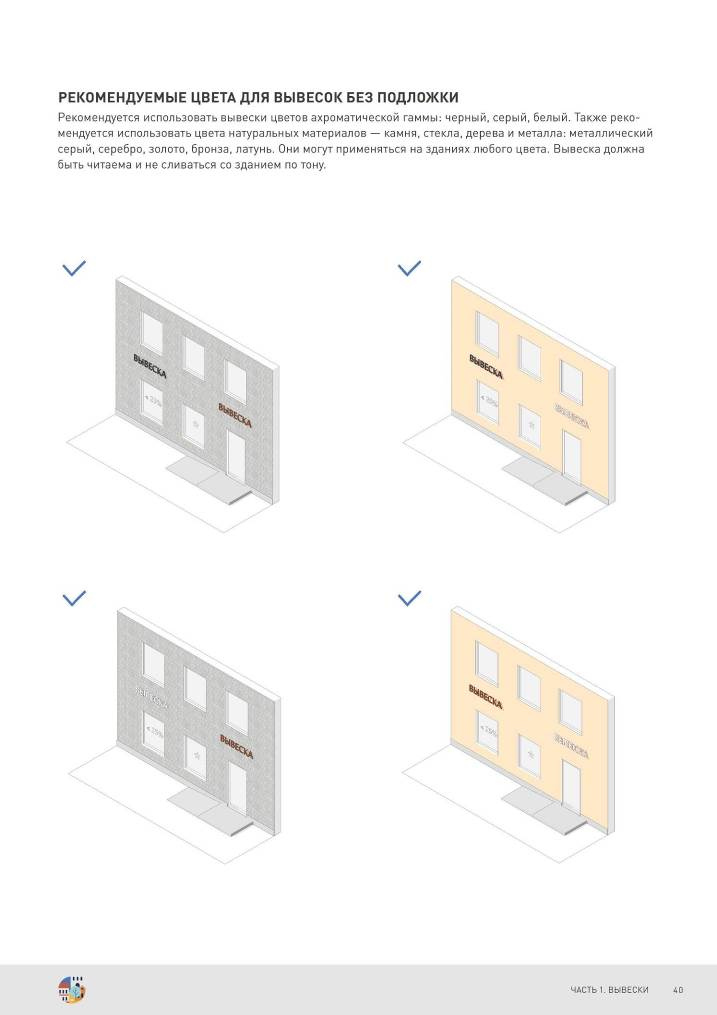 РЕКОМЕНДУЕМЫЕ ЦВЕТА ДЛЯ ВЫВЕСОК БЕЗ ПОДЛОЖКИ
Рекомендуется использовать вывески цветов ахроматической гаммы: черный, серый, белый. Также реко-
мендуется использовать цвета натуральных материалов — камня, стекла, дерева и металла: металлический
серый, серебро, золото, бронза, латунь. Они могут применяться на зданиях любого цвета. Вывеска должна
быть читаема и не сливаться со зданием по тону.
ВЫВЕСКА
ВЫВЕСКА
ВЫВЕСКА
ВЫВЕСКА
ВЫВЕСКА
ВЫВЕСКА
ВЫВЕСКА
ВЫВЕСКА
ЧАСТЬ 1. ВЫВЕСКИ 40